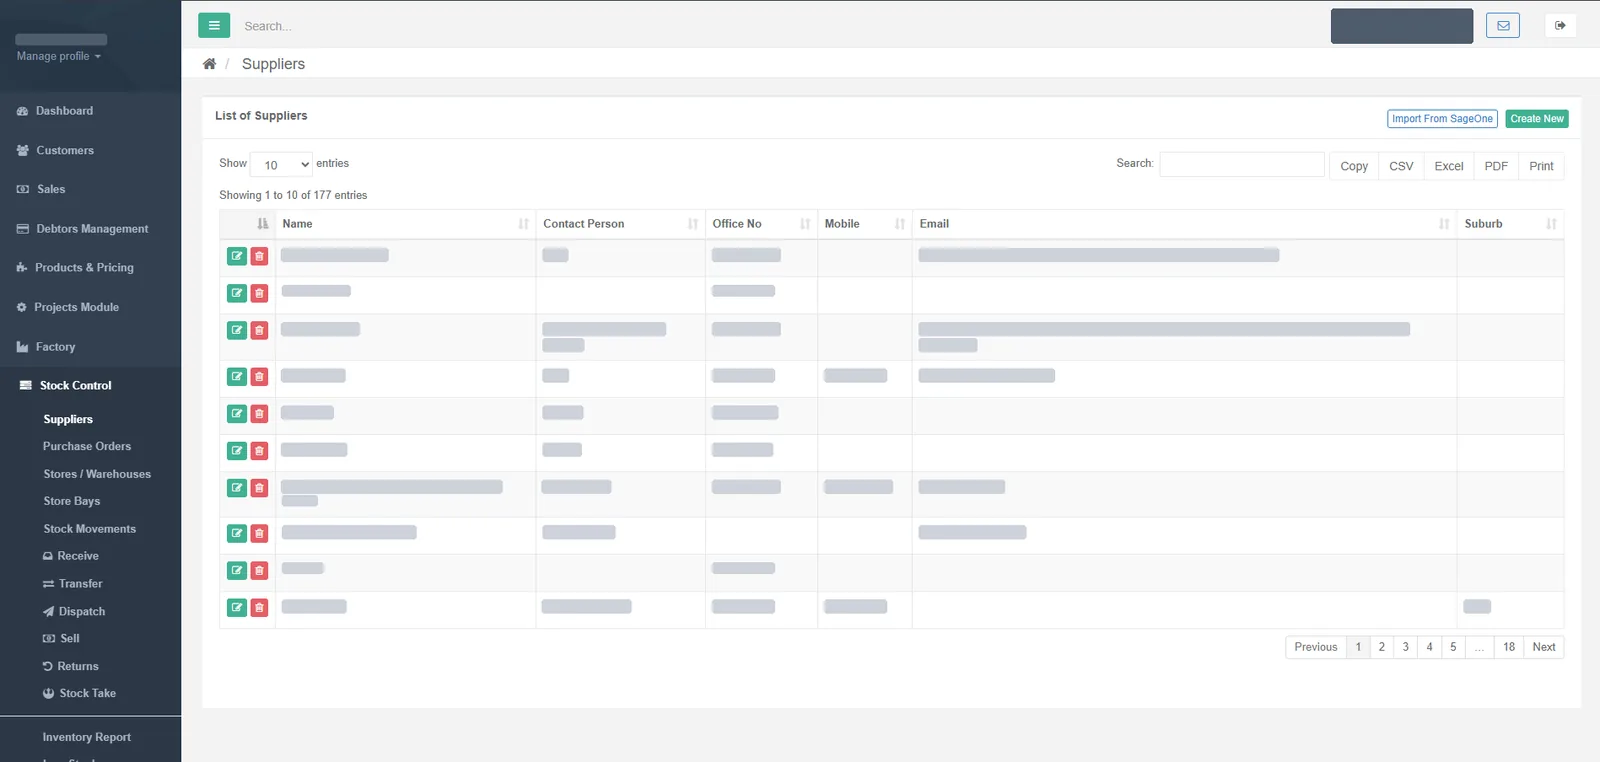 Search...
Manage profile
Suppliers
Dashboard
Customers
Sales
Debtors Management
Products & Pricing
Projects Module
Factory
Stock Control
Suppliers
Purchase Orders
Stores / Warehouses
Store Bays
Stock Movements
Receive
Transfer
Dispatch
Sell
Returns
Stock Take
Inventory Report
List of Suppliers
Import From SageOne Create New
Show 10 entries
Search: Copy CSV Excel PDF Print
Showing 1 to 10 of 177 entries
Name Contact Person Office No Mobile Email Suburb
Previous 1 2 3 4 5 ... 18 Next